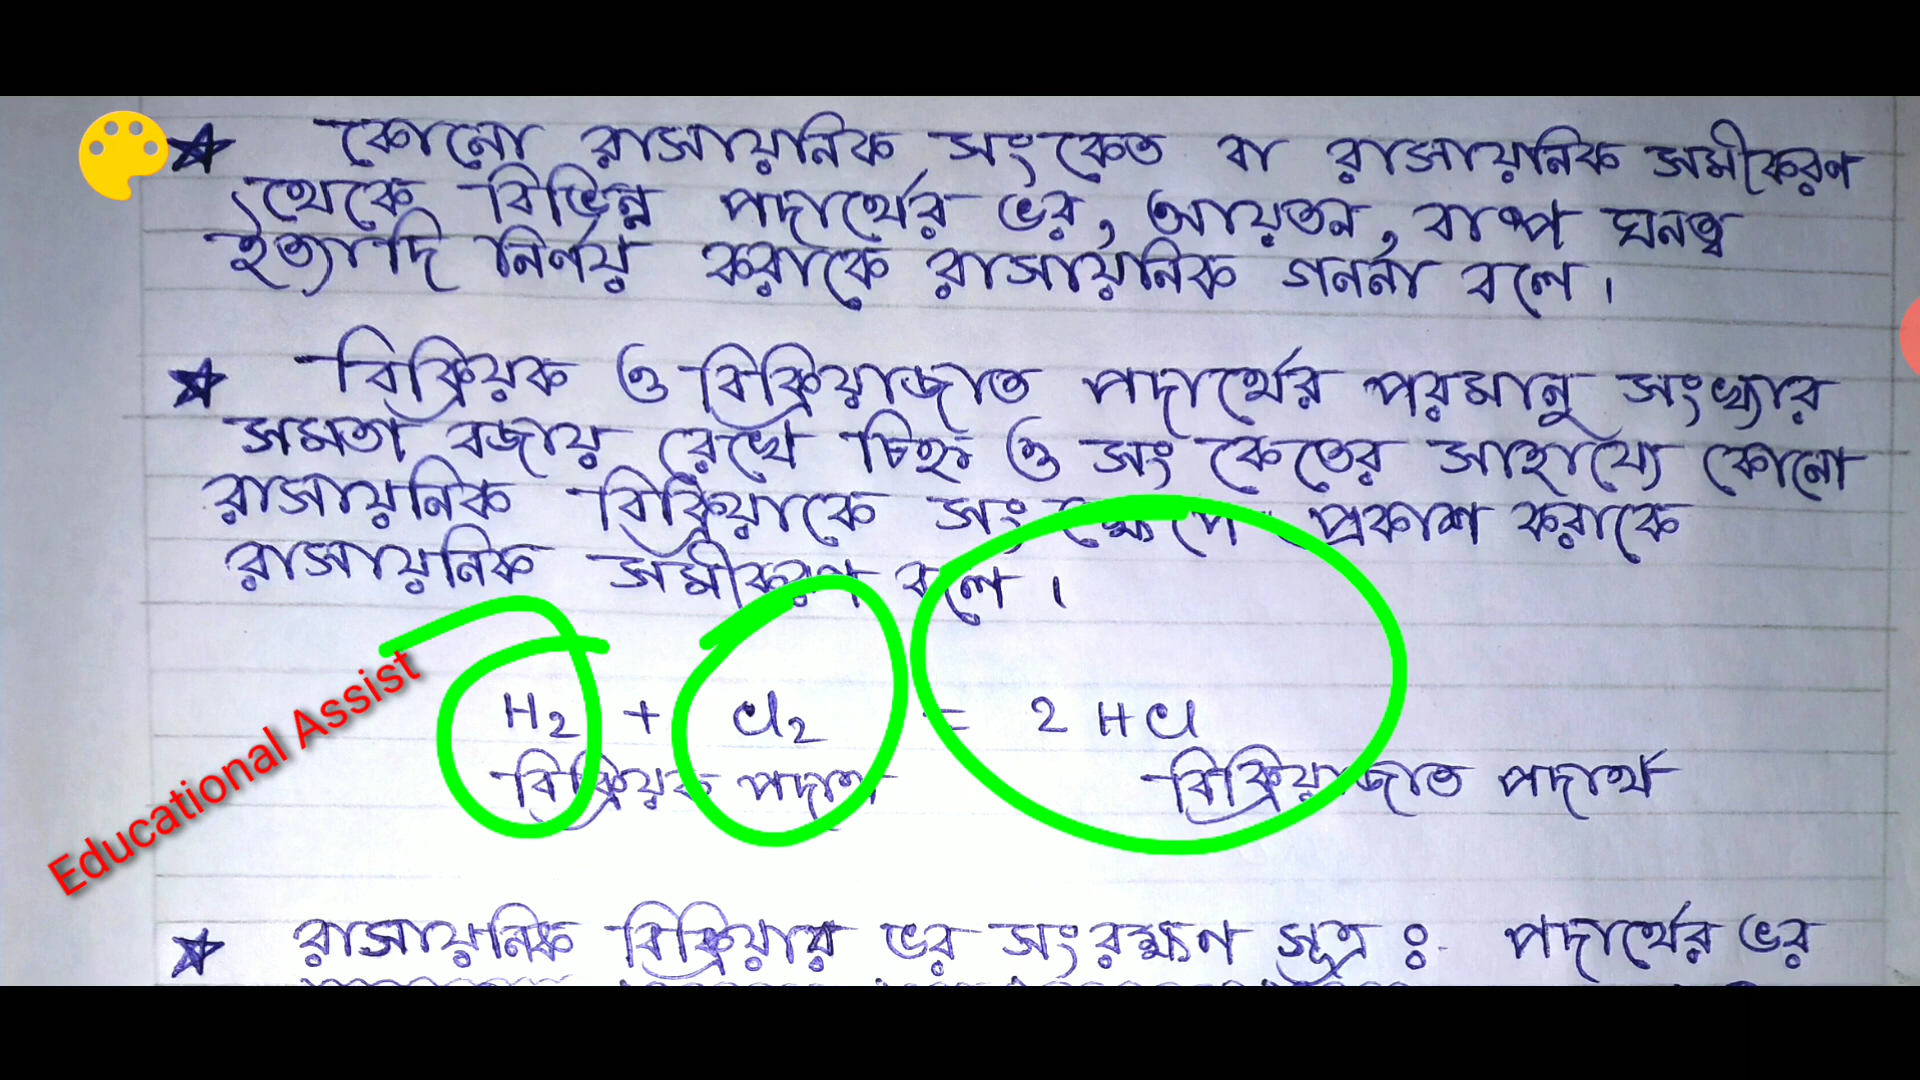 ★ কোনো রাসায়নিক সংকেত বা রাসায়নিক সমীকরণ
থেকে বিভিন্ন পদার্থের ভর, আয়তন, বাষ্প ঘনত্ব
ইত্যাদি নির্ণয় করাকে রাসায়নিক গননা বলে।
★ বিক্রিয়ক ও বিক্রিয়াজাত পদার্থের পরমানু সংখ্যার
সমতা বজায় রেখে চিহ্ন ও সংকেতের সাহায্যে কোনো
রাসায়নিক বিক্রিয়াকে সংক্ষেপে প্রকাশ করাকে
রাসায়নিক সমীকরণ বলে।
H₂ + Cl₂ = 2 HCl
বিক্রিয়ক পদার্থ বিক্রিয়াজাত পদার্থ
Educational Assist
★ রাসায়নিক বিক্রিয়ার ভর সংরক্ষণ সূত্র ঃ- পদার্থের ভর